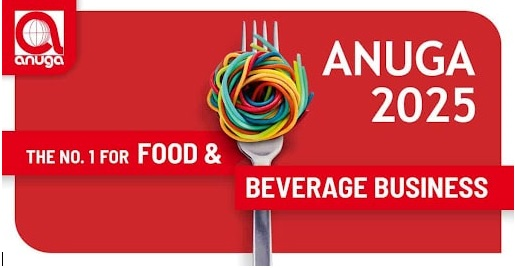 anuga
ANUGA
2025
THE NO. 1 FOR FOOD &
BEVERAGE BUSINESS